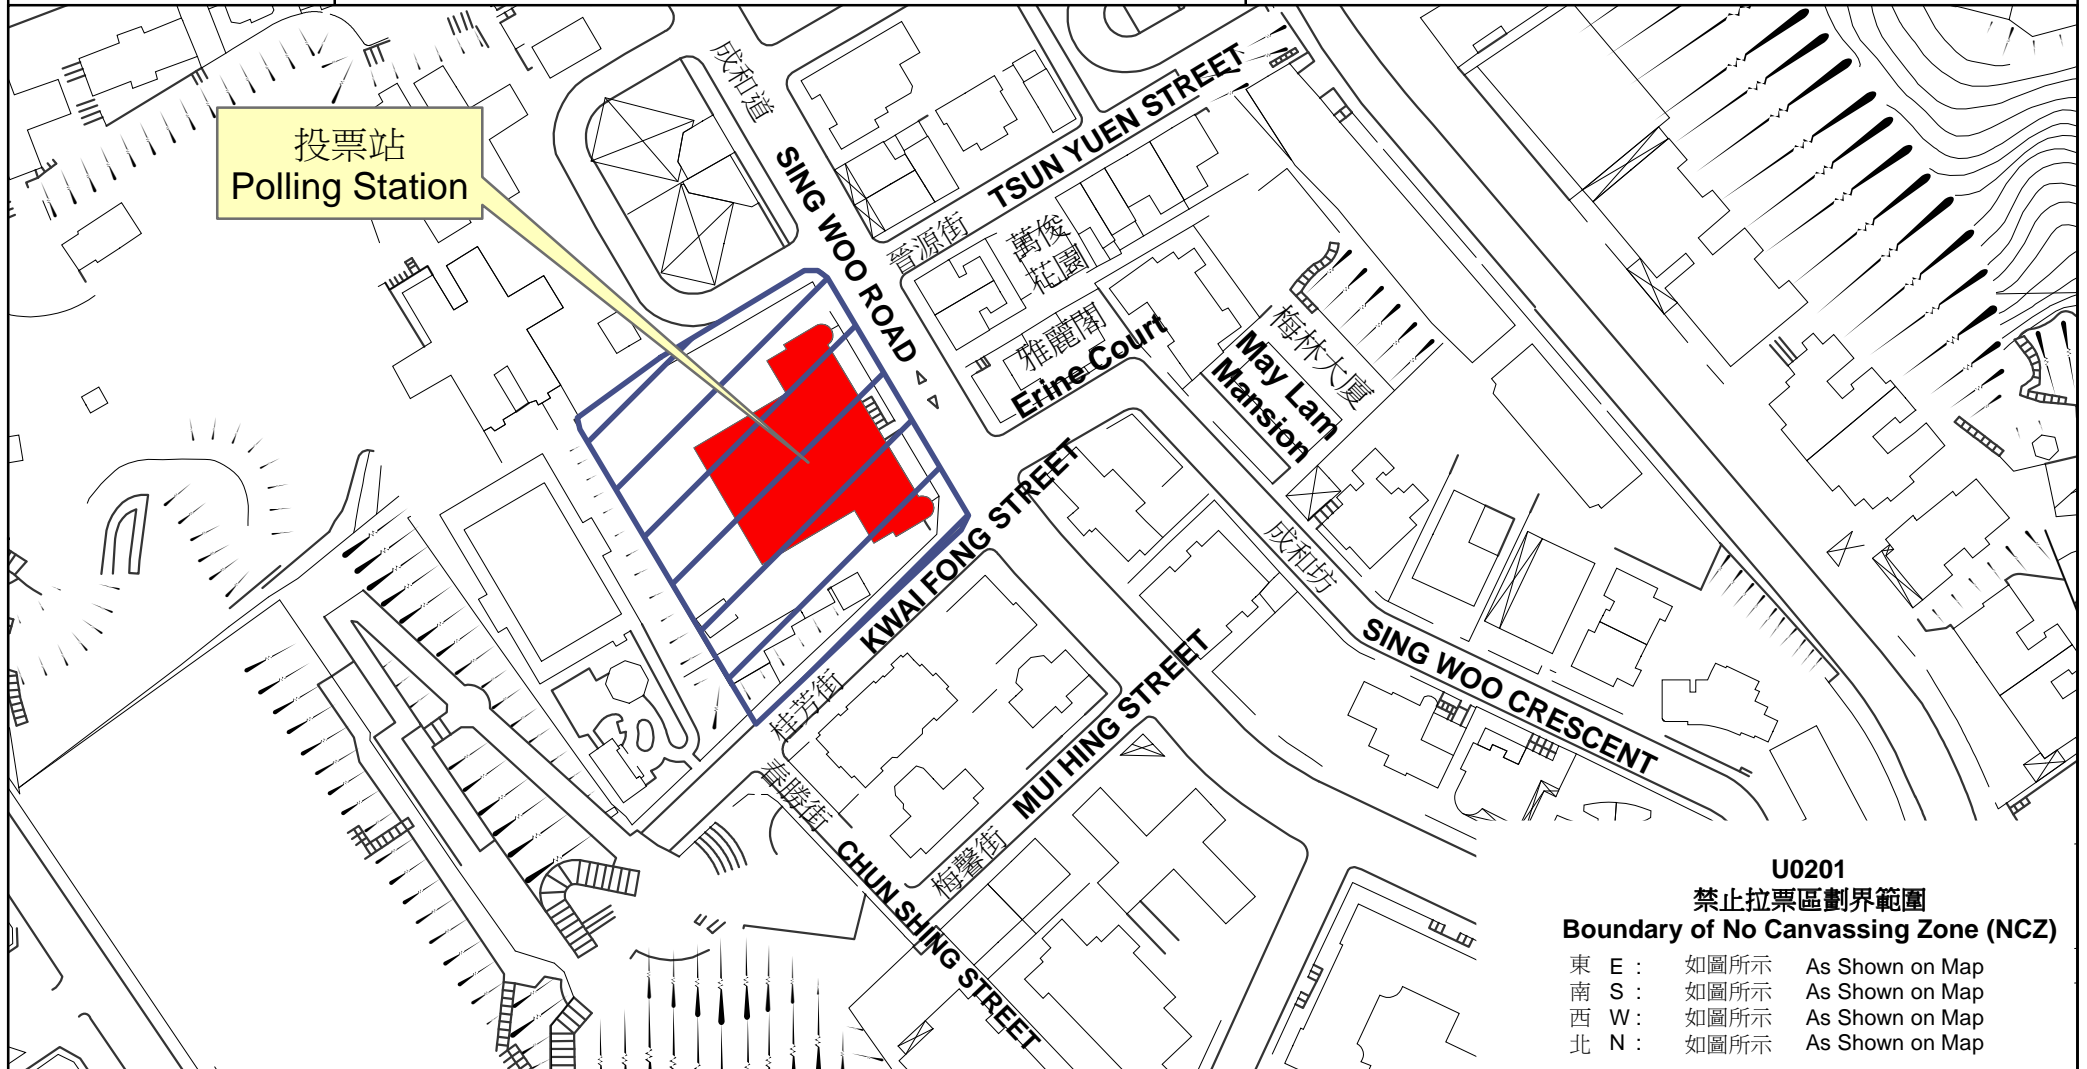 成和道
投票站
Polling Station
SING WOO ROAD
TSUN YUEN STREET
晉源街
萬俊
花園
雅麗閣
Erine Court
梅林大廈
May Lam
Mansion
KWAI FONG STREET
桂芳街
成和坊
SING WOO CRESCENT
MUI HING STREET
梅馨街
春勝街
CHUN SHING STREET
U0201
禁止拉票區劃界範圍
Boundary of No Canvassing Zone (NCZ)
東 E : 如圖所示 As Shown on Map
南 S : 如圖所示 As Shown on Map
西 W : 如圖所示 As Shown on Map
北 N : 如圖所示 As Shown on Map